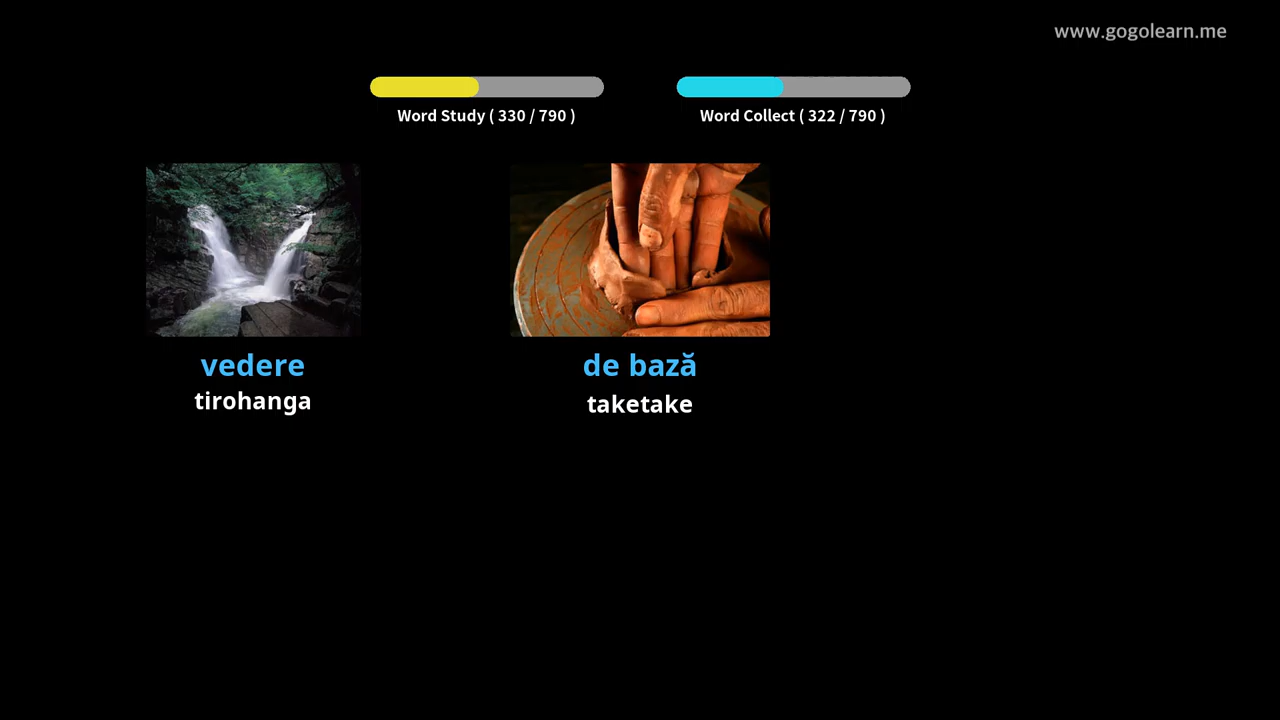 www.gogolearn.me
Word Study ( 330 / 790 )
Word Collect ( 322 / 790 )
vedere
tirohanga
de bază
taketake